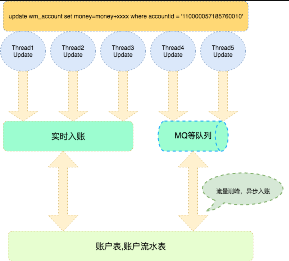 update wm_account set money=money+xxxx where accountid = '110000057185760010'
Thread1
Update
Thread2
Update
Thread3
Update
Thread4
Update
Thread5
Update
实时入账
MQ等队列
流量削峰，异步入账
账户表,账户流水表